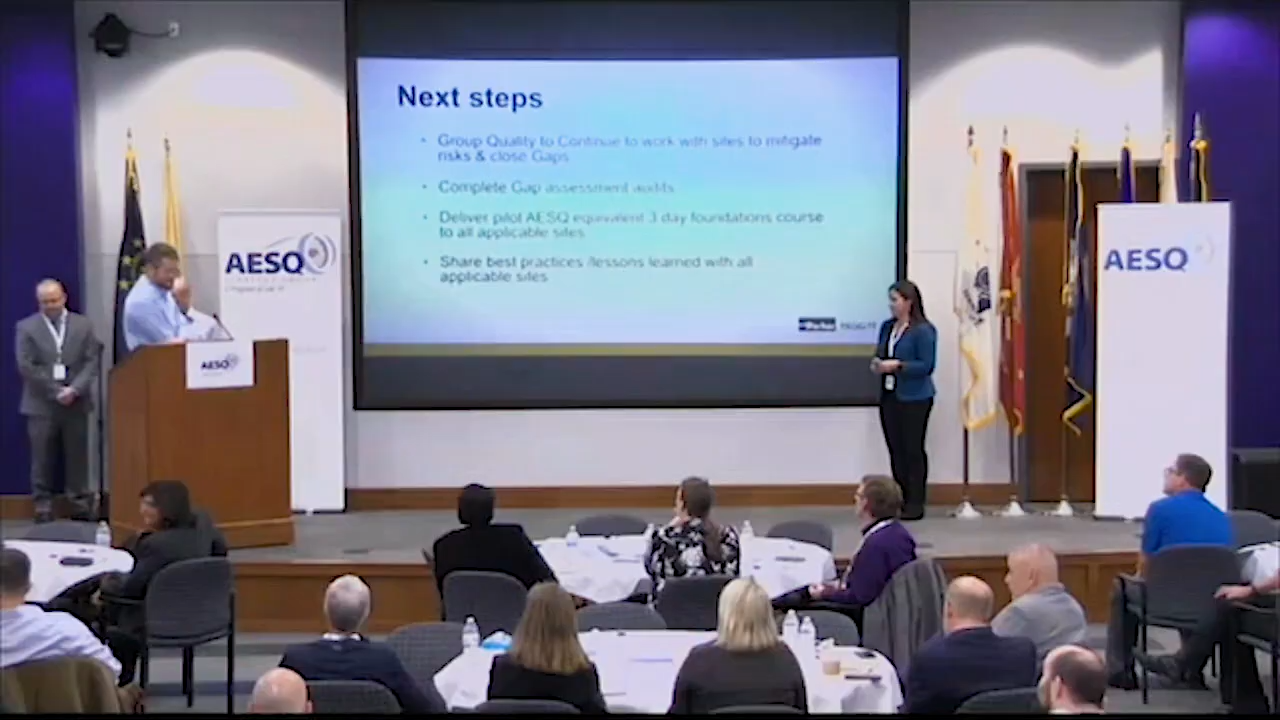 Next steps
• Group Quality to Continue to work with sites to mitigate
risks & close Gaps
• Complete Gap assessment audits
• Deliver pilot AESQ equivalent 3 day foundations course
to all applicable sites
• Share best practices /lessons learned with all
applicable sites
Parker
AESQ
AESQ
AESQ